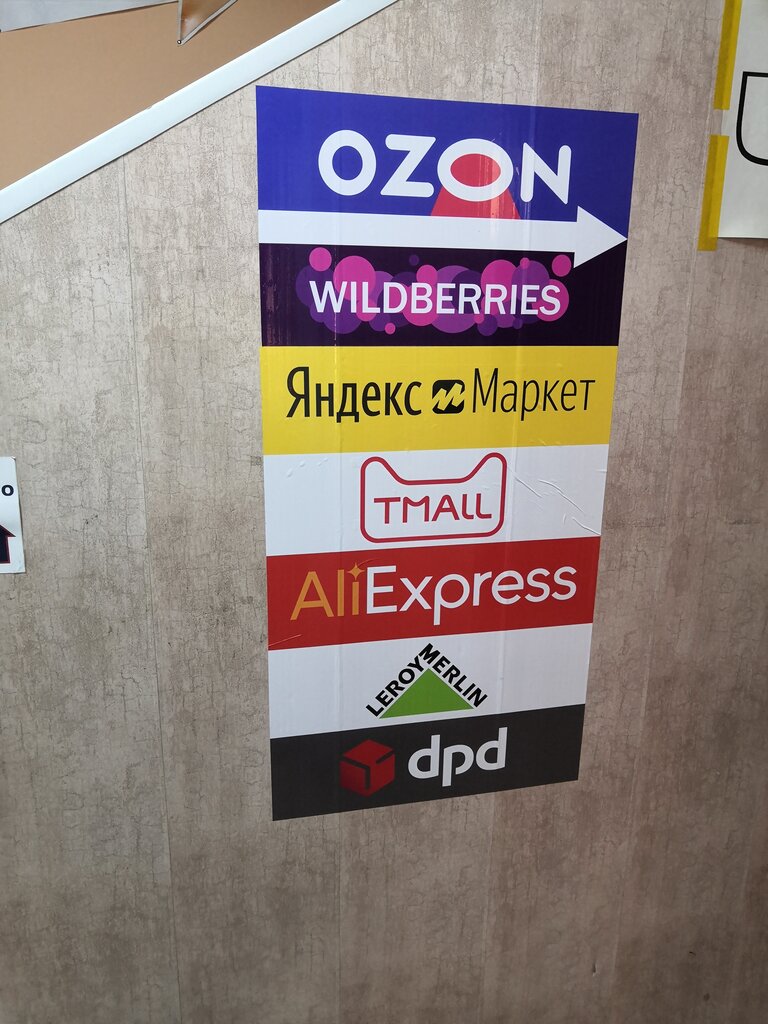 OZON
WILDBERRIES
Яндекс Маркет
TMALL
AliExpress
LEROY MERLIN
dpd